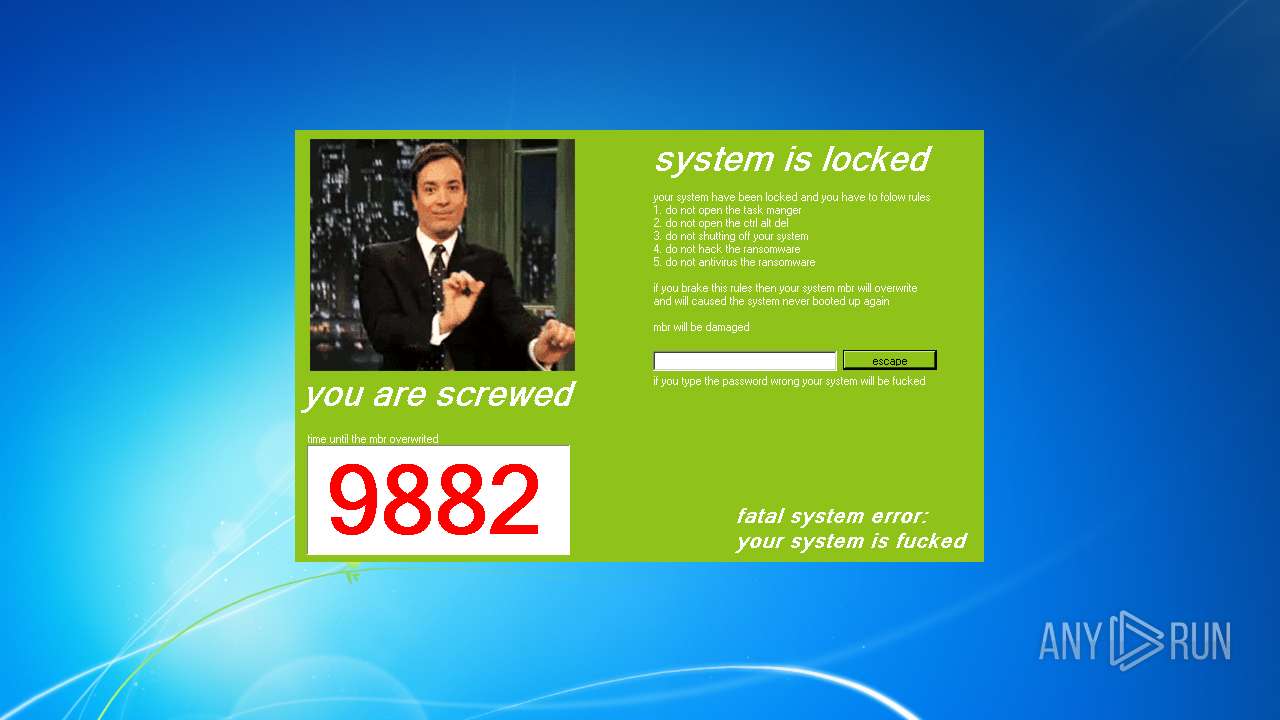 system is locked
your system have been locked and you have to folow rules
1. do not open the task manger
2. do not open the ctrl alt del
3. do not shutting off your system
4. do not hack the ransomware
5. do not antivirus the ransomware
if you brake this rules then your system mbr will overwrite
and will caused the system never booted up again
mbr will be damaged
escape
if you type the password wrong your system will be fucked
you are screwed
time until the mbr overwrited
9882
fatal system error:
your system is fucked
ANY RUN